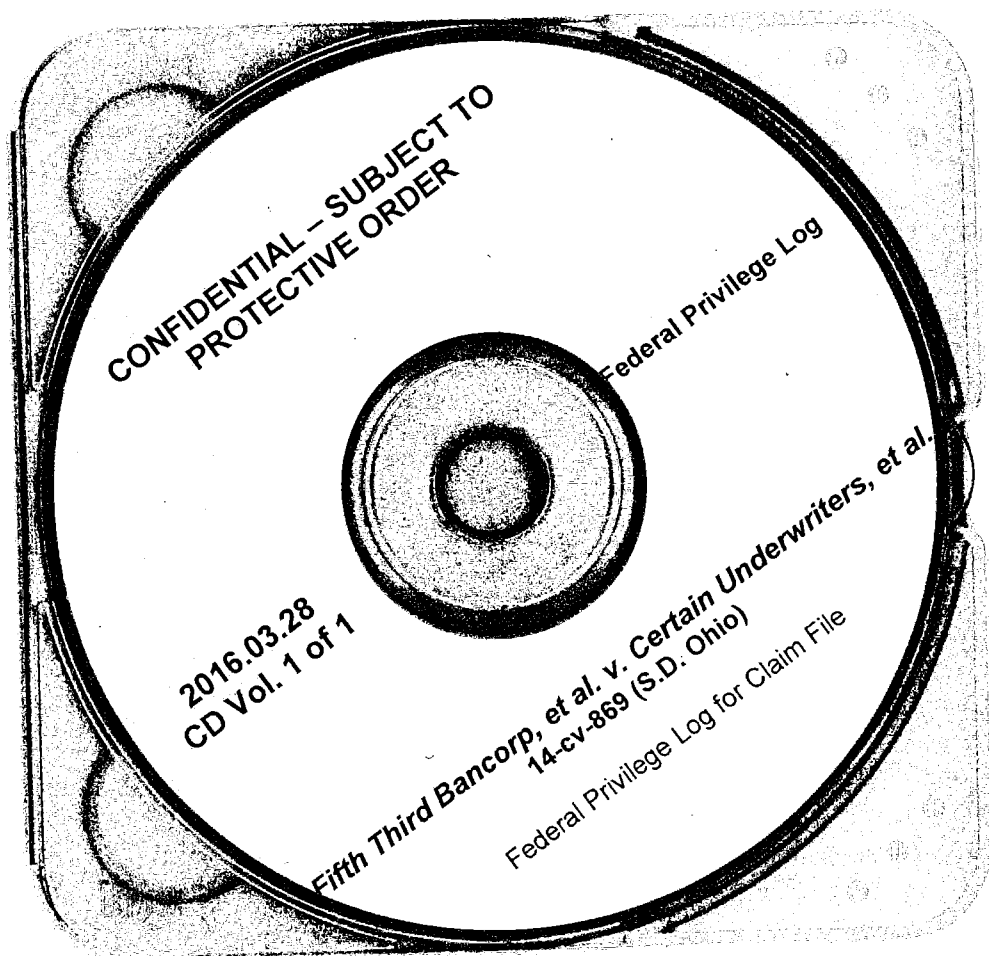 CONFIDENTIAL – SUBJECT TO
PROTECTIVE ORDER
Federal Privilege Log
2016.03.28
CD Vol. 1 of 1
Fifth Third Bancorp, et al. v. Certain Underwriters, et al.
14-cv-869 (S.D. Ohio)
Federal Privilege Log for Claim File